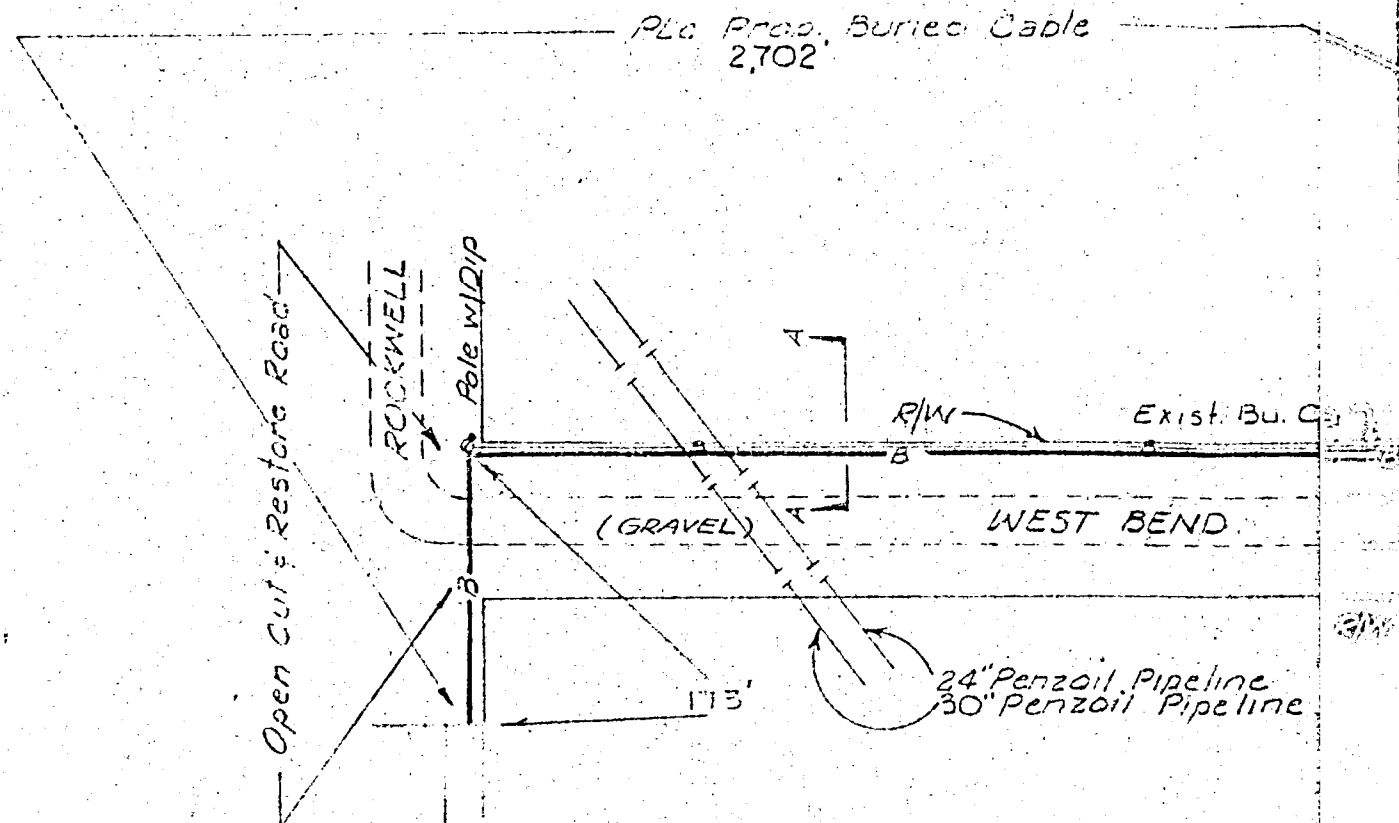 Plc Prop. Buried Cable
2,702'
Open Cut & Restore Road
ROCKWELL
Pole w/Dip
A
R/W
Exist. Bu.
B
B
B
A
(GRAVEL)
WEST BEND
B
173'
24" Penzoil Pipeline
30" Penzoil Pipeline
R/W